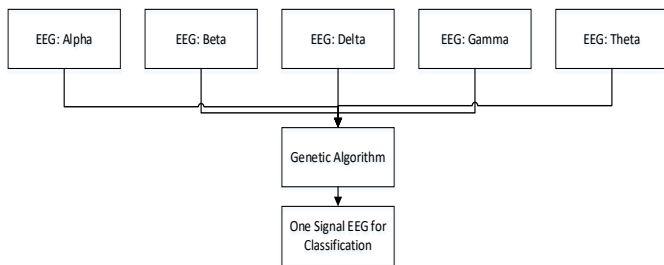 EEG: Alpha
EEG: Beta
EEG: Delta
EEG: Gamma
EEG: Theta
Genetic Algorithm
One Signal EEG for
Classification